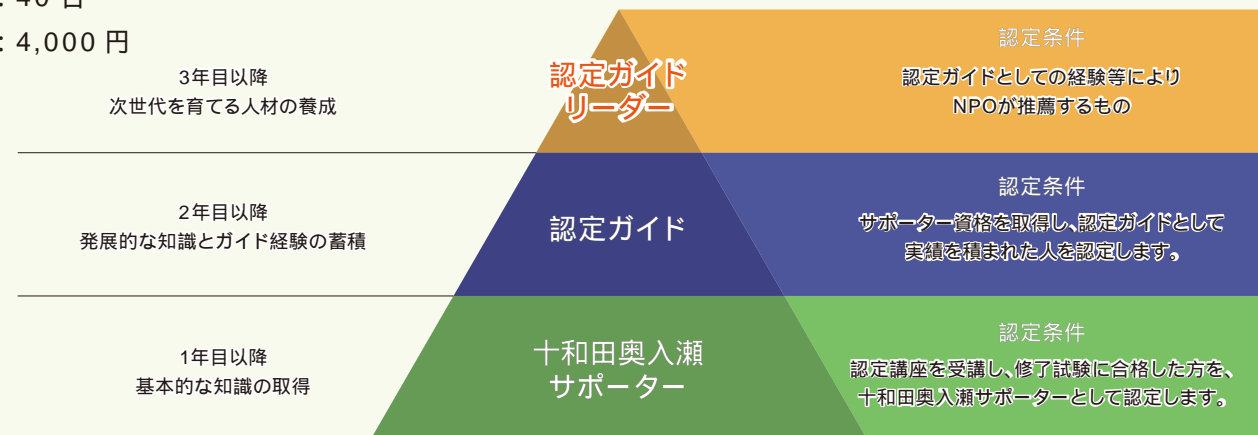 : 4,000 円
3年目以降
次世代を育てる人材の養成
認定ガイド
リーダー
認定条件
認定ガイドとしての経験等により
NPOが推薦するもの
2年目以降
発展的な知識とガイド経験の蓄積
認定ガイド
認定条件
サポーター資格を取得し、認定ガイドとして
実績を積まれた人を認定します。
1年目以降
基本的な知識の取得
十和田奥入瀬
サポーター
認定条件
認定講座を受講し、修了試験に合格した方を、
十和田奥入瀬サポーターとして認定します。